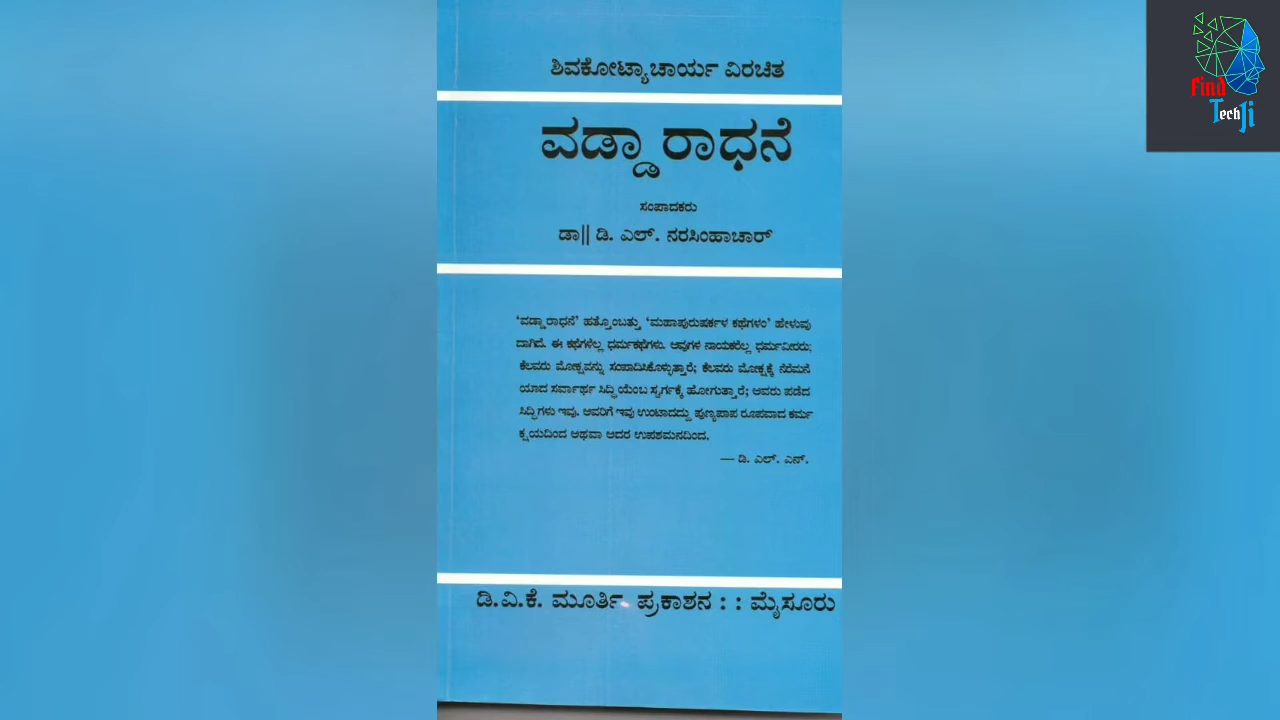 ಶಿವಕೋಟ್ಯಾಚಾರ್ಯ ವಿರಚಿತ
ವಡ್ಡಾರಾಧನೆ
ಸಂಪಾದಕರು
ಡಾ|| ಡಿ. ಎಲ್. ನರಸಿಂಹಾಚಾರ್
'ವಡ್ಡಾರಾಧನೆ' ಹತ್ತೊಂಬತ್ತು 'ಮಹಾಪುರುಷರ್ಕಳ ಕಥೆಗಳಂ' ಹೇಳುವು
ದಾಗಿದೆ. ಈ ಕಥೆಗಳೆಲ್ಲ ಧರ್ಮಕಥೆಗಳು. ಅವುಗಳ ನಾಯಕರೆಲ್ಲ ಧರ್ಮವೀರರು;
ಕೆಲವರು ಮೋಕ್ಷವನ್ನು ಸಂಪಾದಿಸಿಕೊಳ್ಳುತ್ತಾರೆ; ಕೆಲವರು ಮೋಕ್ಷಕ್ಕೆ ನೆರೆಮನೆ
ಯಾದ ಸರ್ವಾರ್ಥ ಸಿದ್ಧಿಯೆಂಬ ಸ್ವರ್ಗಕ್ಕೆ ಹೋಗುತ್ತಾರೆ; ಅವರು ಪಡೆದ
ಸಿದ್ಧಿಗಳು ಇವು. ಅವರಿಗೆ ಇವು ಉಂಟಾದದ್ದು ಪುಣ್ಯಪಾಪ ರೂಪವಾದ ಕರ್ಮ
ಕ್ಷಯದಿಂದ ಅಥವಾ ಅದರ ಉಪಶಮನದಿಂದ.
— ಡಿ. ಎಲ್. ಎನ್.
ಡಿ.ವಿ.ಕೆ. ಮೂರ್ತಿ ಪ್ರಕಾಶನ : : ಮೈಸೂರು
Find
TechJi